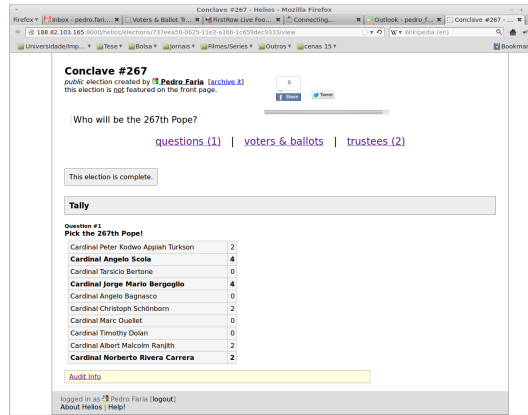 Conclave #267 - Helios - Mozilla Firefox
Firefox
Inbox - pedro.fari...
Voters & Ballot Tr...
FirstRow Live Foo...
Connecting...
Outlook - pedro_f...
Conclave #267 - ...
188.82.103.165:8000/helios/elections/737eea50-0625-11e2-a16b-1c659dec9333/view
Wikipedia (en)
Universidade/Imp...
Tese
Bolsa
Jornais
Filmes/Series
Outros
cenas 15
Bookmar
Conclave #267
public election created by Pedro Faria [archive it]
this election is not featured on the front page.
0
Share
Tweet
Who will be the 267th Pope?
questions (1) | voters & ballots | trustees (2)
This election is complete.
Tally
Question #1
Pick the 267th Pope!
Cardinal Peter Kodwo Appiah Turkson 2
Cardinal Angelo Scola 4
Cardinal Tarsicio Bertone 0
Cardinal Jorge Mario Bergoglio 4
Cardinal Angelo Bagnasco 0
Cardinal Christoph Schönborn 2
Cardinal Marc Ouellet 0
Cardinal Timothy Dolan 0
Cardinal Albert Malcolm Ranjith 2
Cardinal Norberto Rivera Carrera 2
Audit Info
logged in as Pedro Faria [logout]
About Helios | Help!